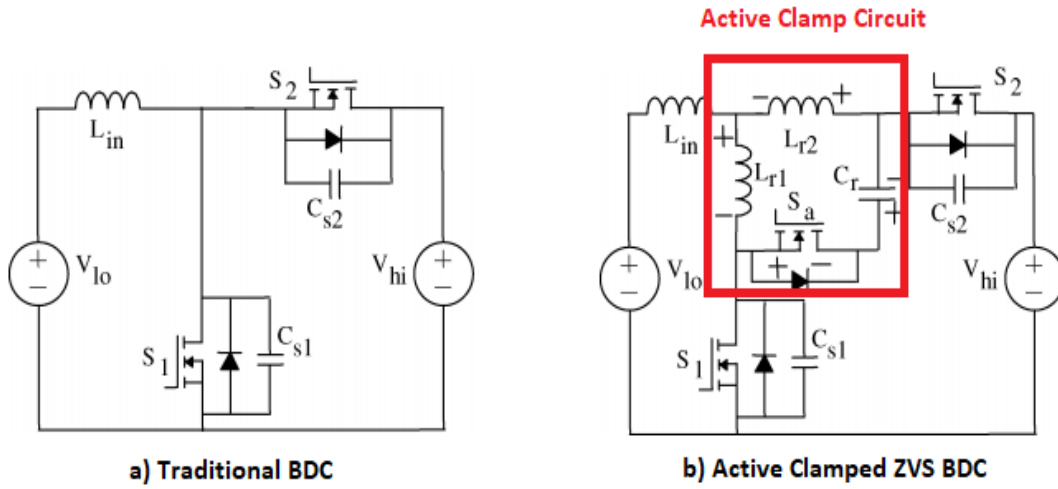 Active Clamp Circuit
S2
Lin
Cs2
Vlo
Vhi
S1
Cs1
a) Traditional BDC
S2
Lin
Lr2
Lr1
Cr
Sa
Cs2
Vlo
Vhi
S1
Cs1
b) Active Clamped ZVS BDC